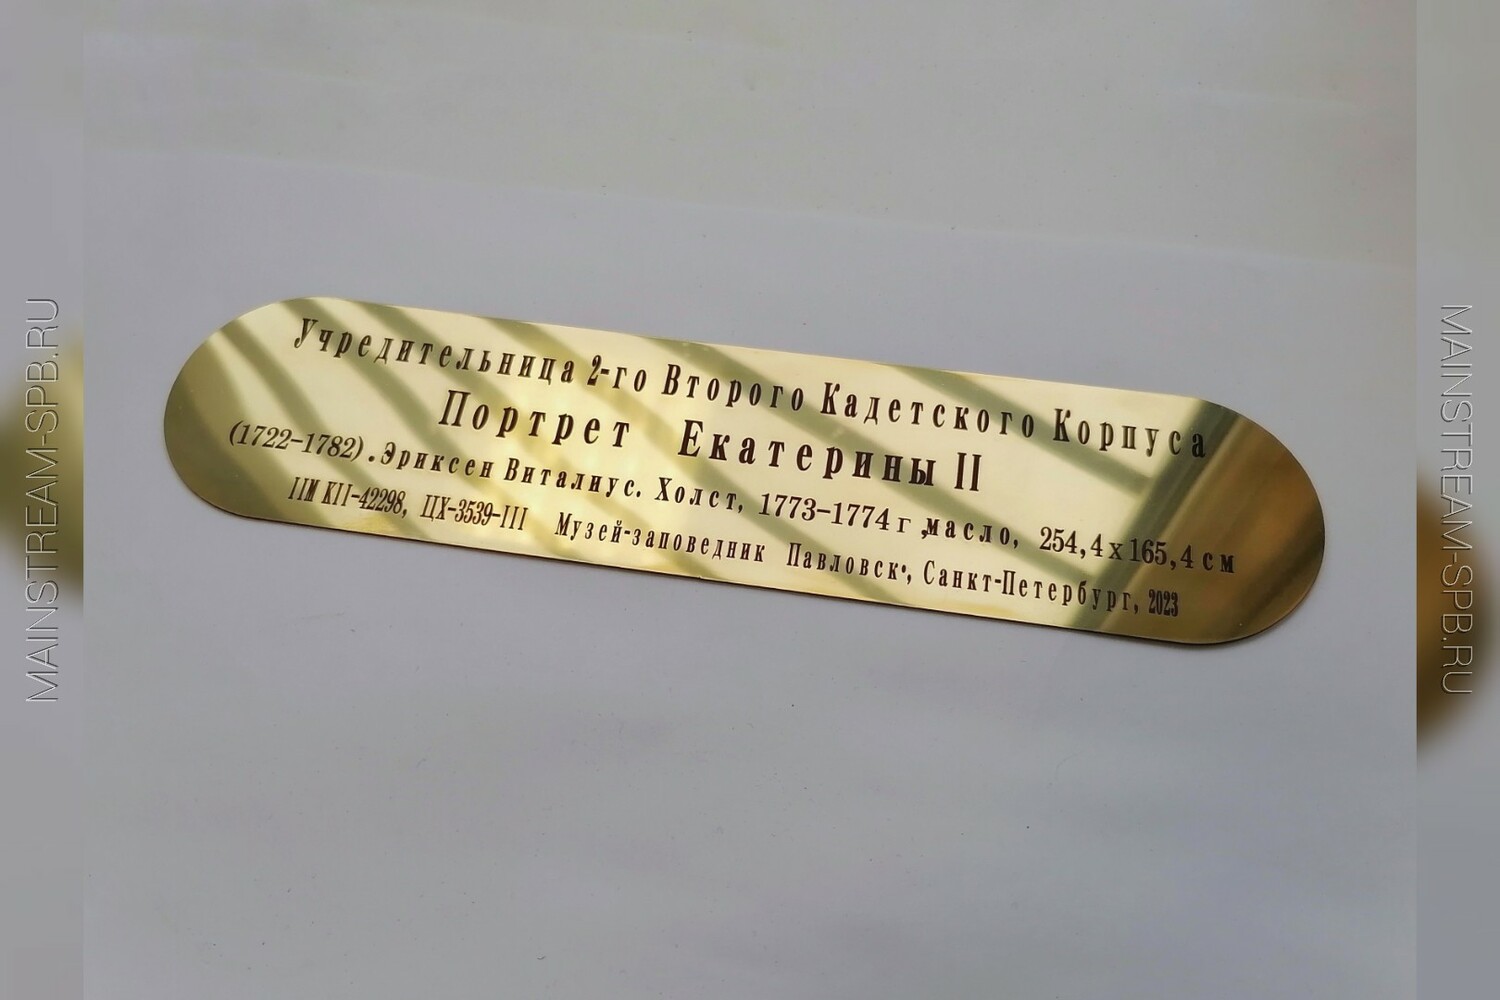 Учредительница 2-го Второго Кадетского Корпуса
Портрет Екатерины II
(1722-1782). Эриксен Виталиус. Холст, 1773-1774 г ,масло, 254,4 х 165,4 см
ПМ КП-42298, ЦХ-3539-III Музей-заповедник Павловск•, Санкт-Петербург, 2023
MAINSTREAM-SPB.RU
MAINSTREAM-SPB.RU